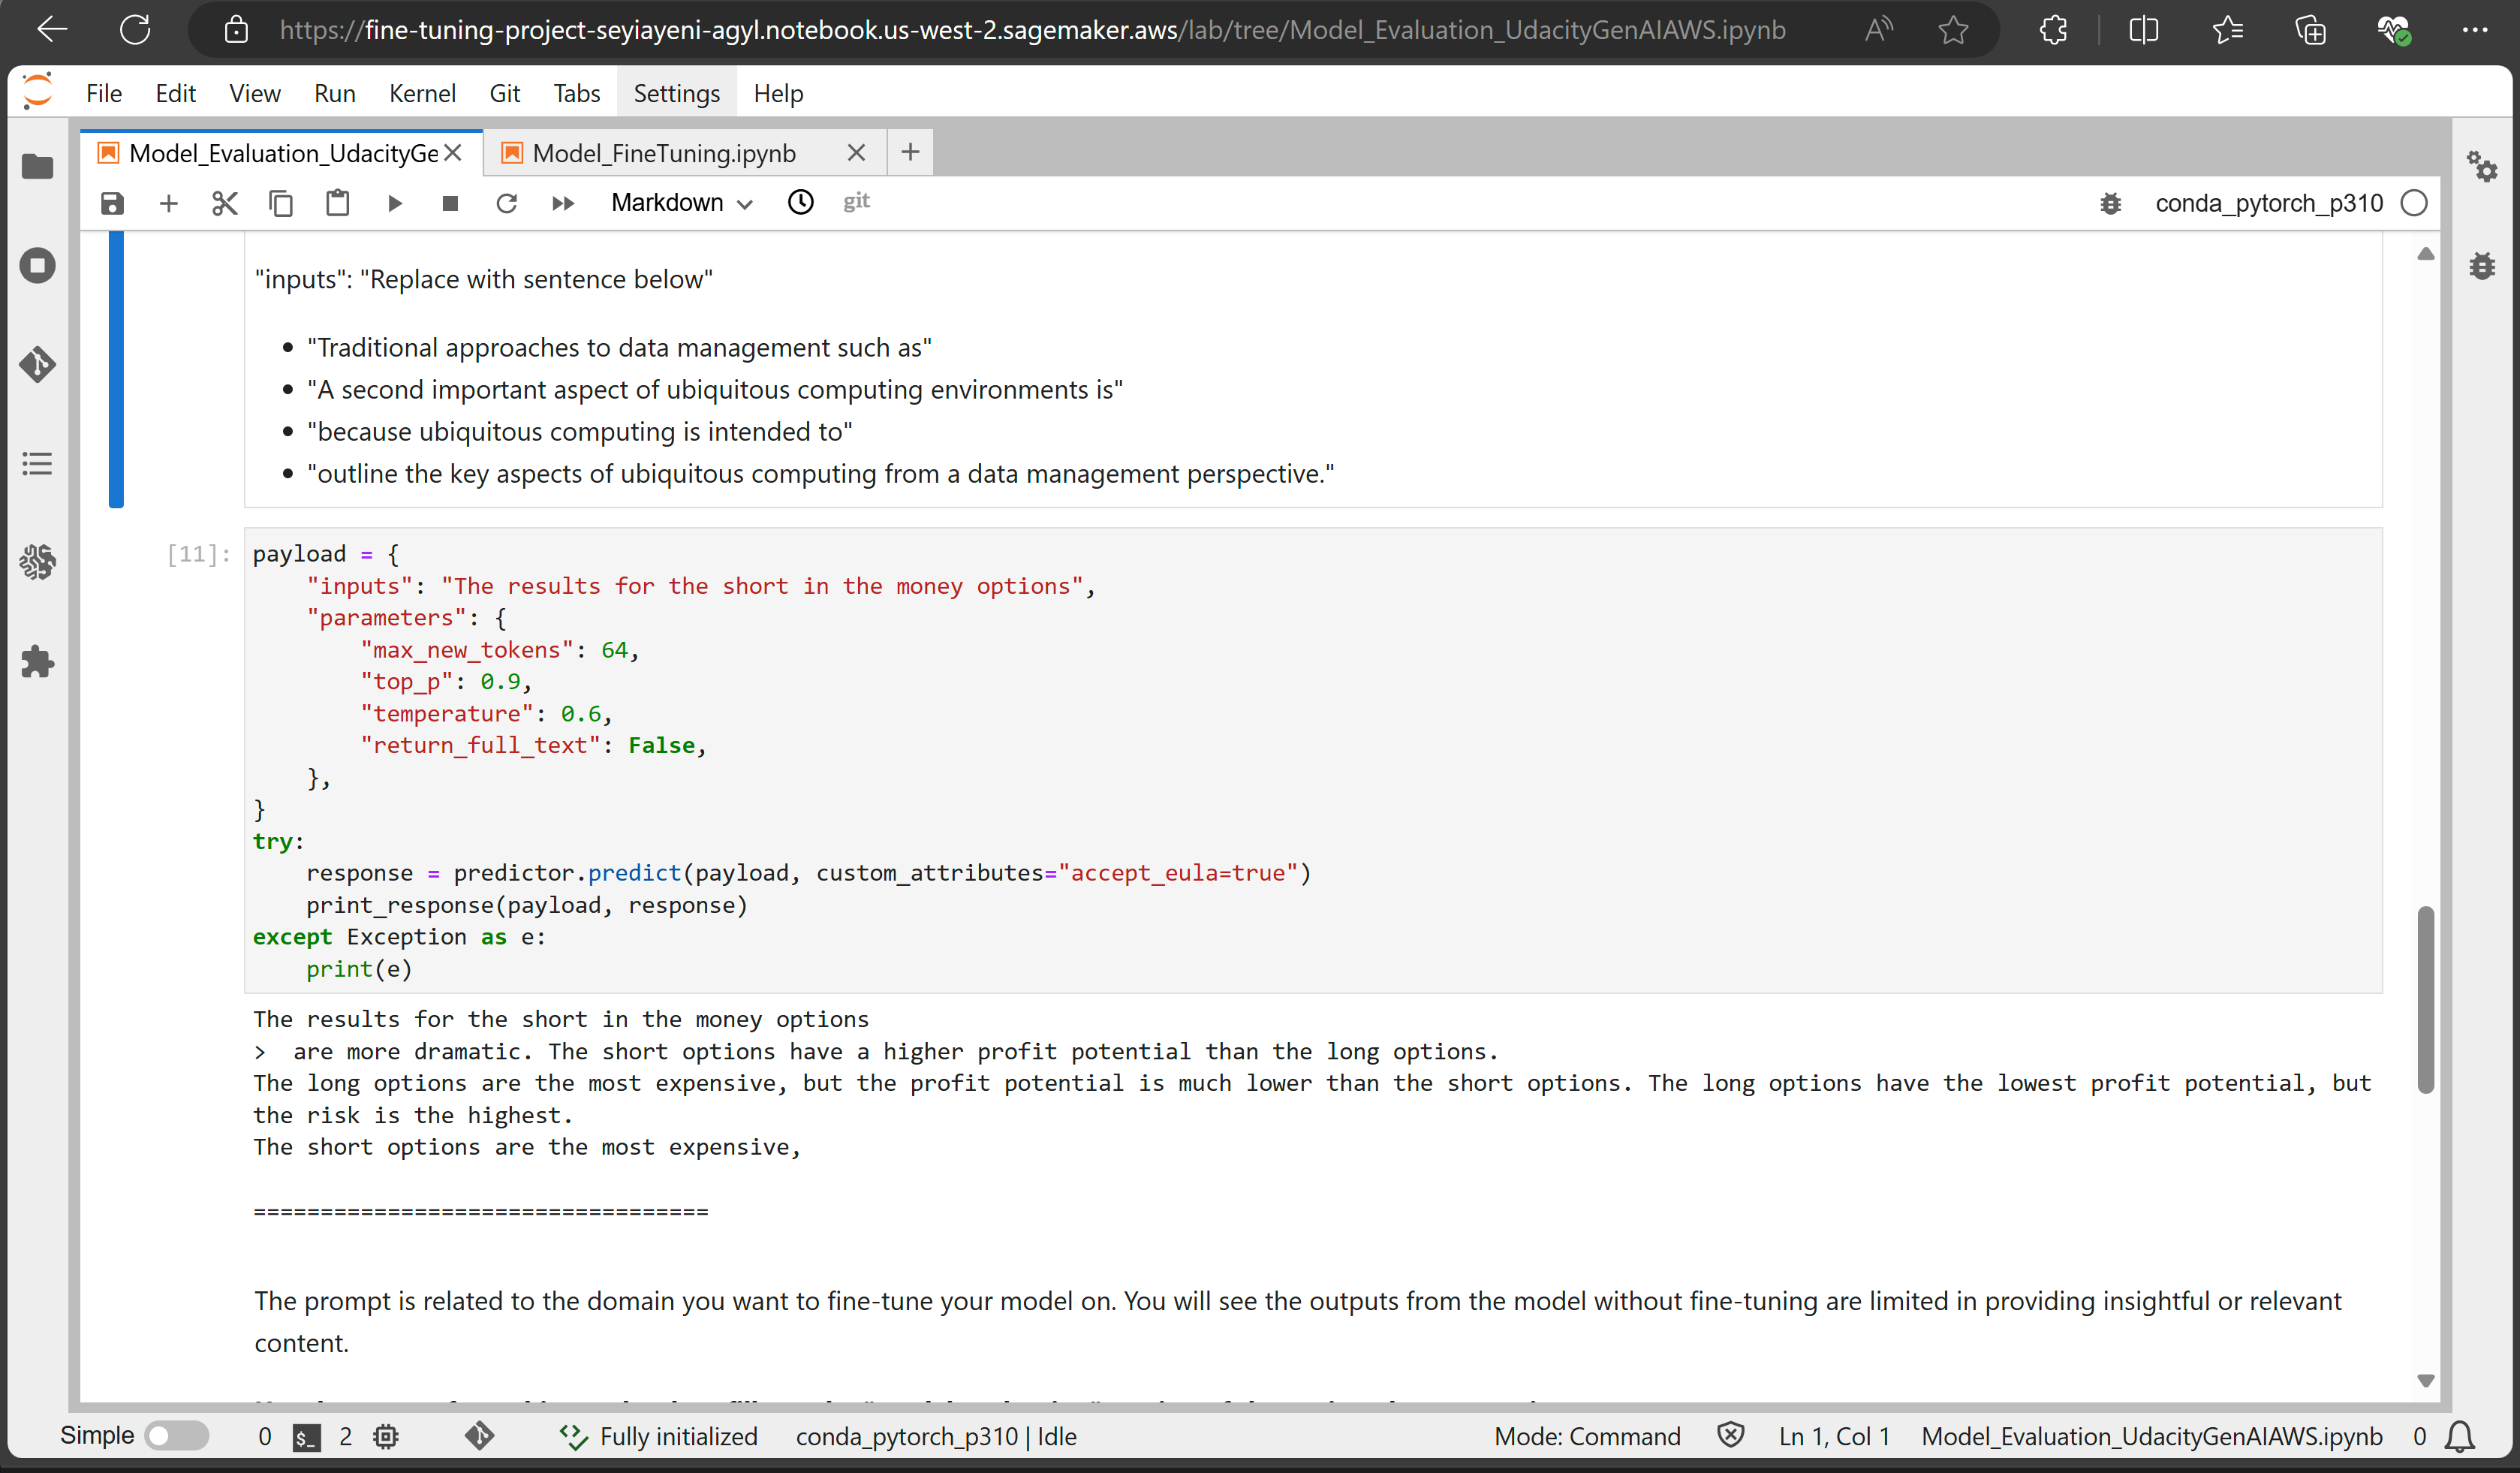 https://fine-tuning-project-seyiayeni-agyl.notebook.us-west-2.sagemaker.aws/lab/tree/Model_Evaluation_UdacityGenAIAWS.ipynb
File Edit View Run Kernel Git Tabs Settings Help
Model_Evaluation_UdacityGe Model_FineTuning.ipynb
Markdown git conda_pytorch_p310
"inputs": "Replace with sentence below"
• "Traditional approaches to data management such as"
• "A second important aspect of ubiquitous computing environments is"
• "because ubiquitous computing is intended to"
• "outline the key aspects of ubiquitous computing from a data management perspective."
[11]: payload = {
    "inputs": "The results for the short in the money options",
    "parameters": {
        "max_new_tokens": 64,
        "top_p": 0.9,
        "temperature": 0.6,
        "return_full_text": False,
    },
}
try:
    response = predictor.predict(payload, custom_attributes="accept_eula=true")
    print_response(payload, response)
except Exception as e:
    print(e)
The results for the short in the money options
>  are more dramatic. The short options have a higher profit potential than the long options.
The long options are the most expensive, but the profit potential is much lower than the short options. The long options have the lowest profit potential, but
the risk is the highest.
The short options are the most expensive,
==================================
The prompt is related to the domain you want to fine-tune your model on. You will see the outputs from the model without fine-tuning are limited in providing insightful or relevant
content.
Simple 0 $_ 2 Fully initialized conda_pytorch_p310 | Idle Mode: Command Ln 1, Col 1 Model_Evaluation_UdacityGenAIAWS.ipynb 0